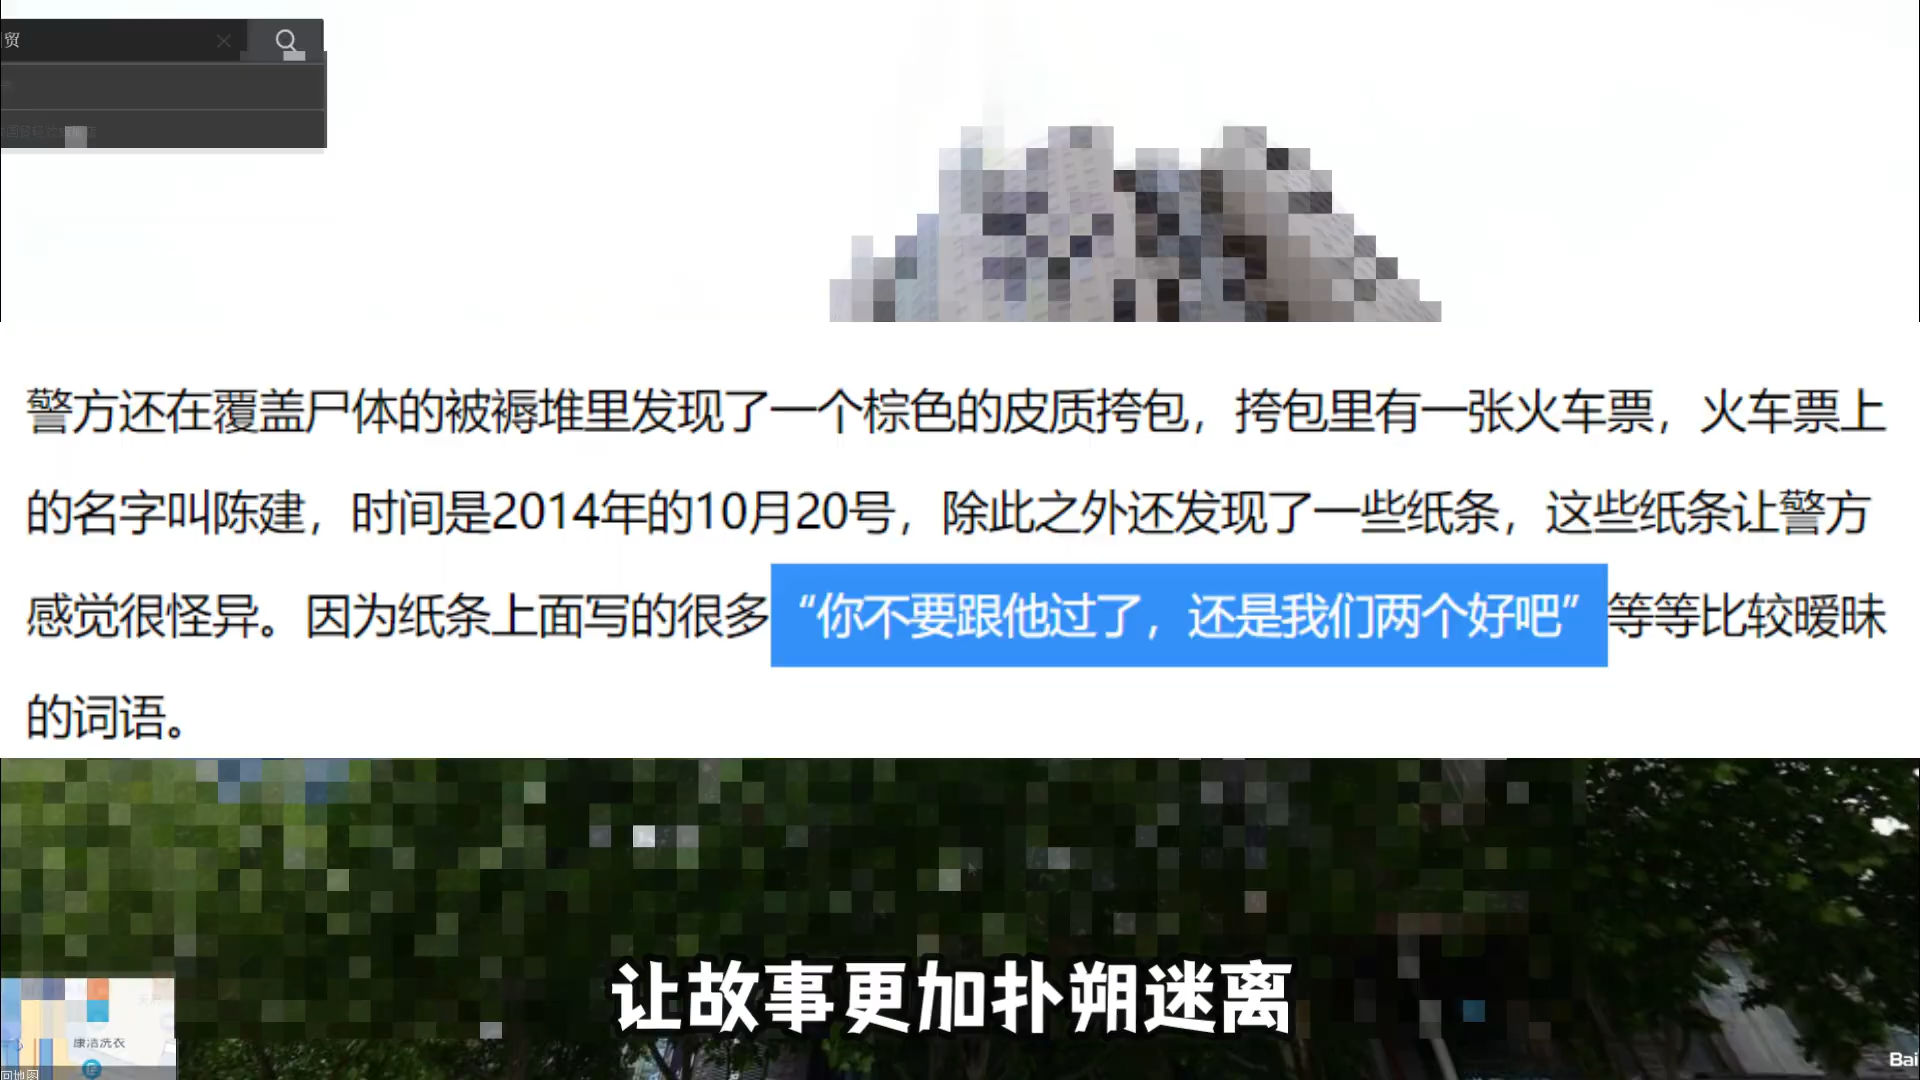 贸
警方还在覆盖尸体的被褥堆里发现了一个棕色的皮质挎包，挎包里有一张火车票，火车票上
的名字叫陈建，时间是2014年的10月20号，除此之外还发现了一些纸条，这些纸条让警方
感觉很怪异。因为纸条上面写的很多“你不要跟他过了，还是我们两个好吧”等等比较暧昧
的词语。
让故事更加扑朔迷离
康洁洗衣
回地图
Bai